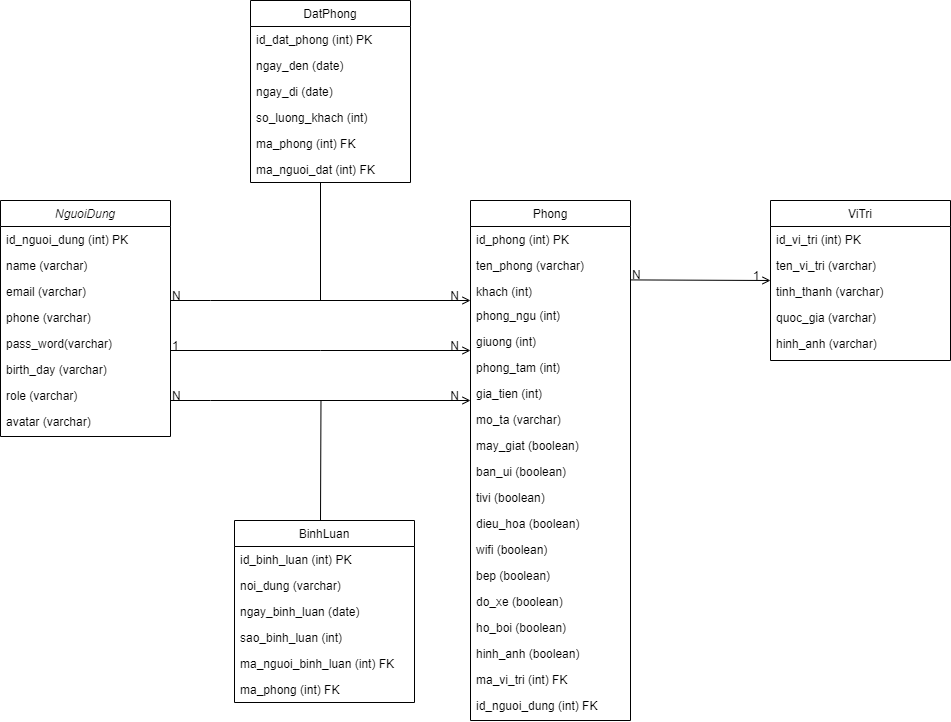 DatPhong
id_dat_phong (int) PK
ngay_den (date)
ngay_di (date)
so_luong_khach (int)
ma_phong (int) FK
ma_nguoi_dat (int) FK
NguoiDung
id_nguoi_dung (int) PK
name (varchar)
email (varchar)
phone (varchar)
pass_word(varchar)
birth_day (varchar)
role (varchar)
avatar (varchar)
N
N
1
N
N
N
Phong
id_phong (int) PK
ten_phong (varchar)
khach (int)
phong_ngu (int)
giuong (int)
phong_tam (int)
gia_tien (int)
mo_ta (varchar)
may_giat (boolean)
ban_ui (boolean)
tivi (boolean)
dieu_hoa (boolean)
wifi (boolean)
bep (boolean)
do_xe (boolean)
ho_boi (boolean)
hinh_anh (boolean)
ma_vi_tri (int) FK
id_nguoi_dung (int) FK
N
1
ViTri
id_vi_tri (int) PK
ten_vi_tri (varchar)
tinh_thanh (varchar)
quoc_gia (varchar)
hinh_anh (varchar)
BinhLuan
id_binh_luan (int) PK
noi_dung (varchar)
ngay_binh_luan (date)
sao_binh_luan (int)
ma_nguoi_binh_luan (int) FK
ma_phong (int) FK